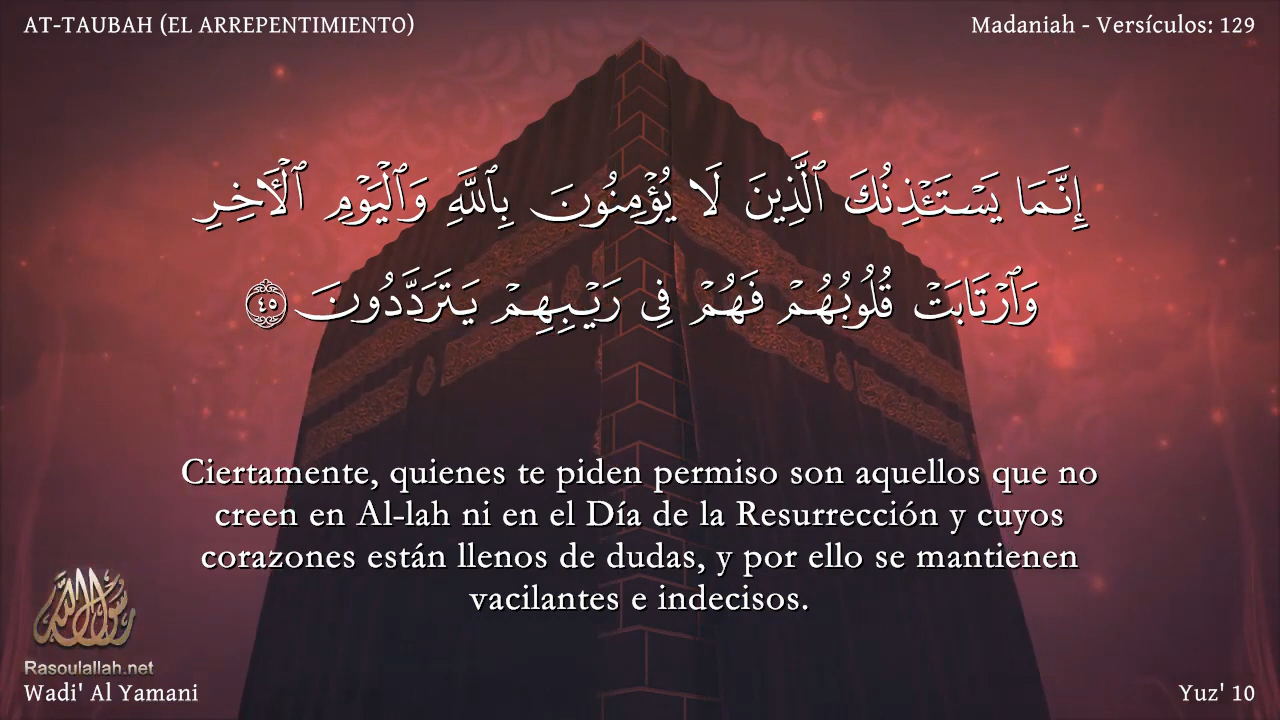 AT-TAUBAH (EL ARREPENTIMIENTO)
Madaniah - Versículos: 129
إِنَّمَا يَسْتَـْٔذِنُكَ ٱلَّذِينَ لَا يُؤْمِنُونَ بِٱللَّهِ وَٱلْيَوْمِ ٱلْـَٔاخِرِ
وَٱرْتَابَتْ قُلُوبُهُمْ فَهُمْ فِى رَيْبِهِمْ يَتَرَدَّدُونَ ٤٥
Ciertamente, quienes te piden permiso son aquellos que no
creen en Al-lah ni en el Día de la Resurrección y cuyos
corazones están llenos de dudas, y por ello se mantienen
vacilantes e indecisos.
رسول الله
Rasoulallah.net
Wadi' Al Yamani
Yuz' 10